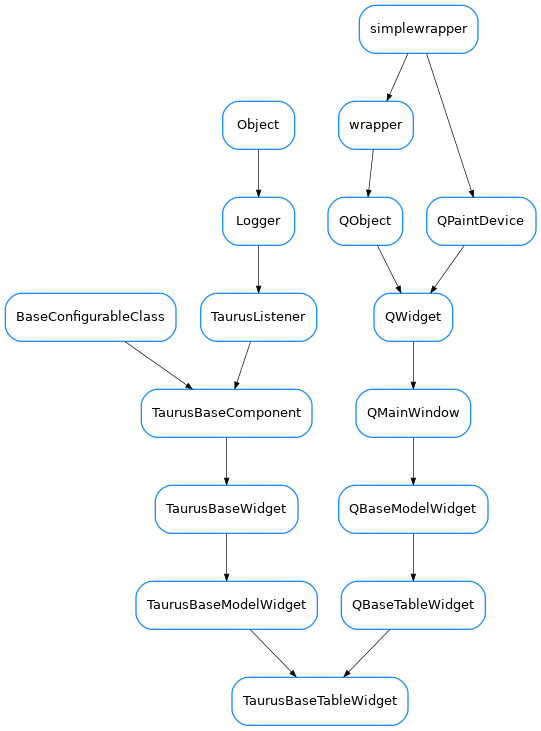 simplewrapper
Object
wrapper
Logger
QObject
QPaintDevice
BaseConfigurableClass
TaurusListener
QWidget
TaurusBaseComponent
QMainWindow
TaurusBaseWidget
QBaseModelWidget
TaurusBaseModelWidget
QBaseTableWidget
TaurusBaseTableWidget